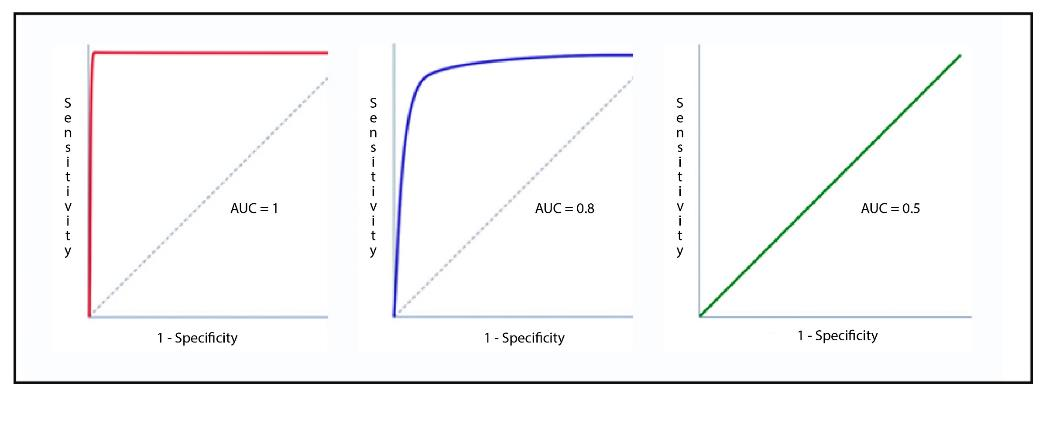 Sensitivity
AUC = 1
1 - Specificity
Sensitivity
AUC = 0.8
1 - Specificity
Sensitivity
AUC = 0.5
1 - Specificity